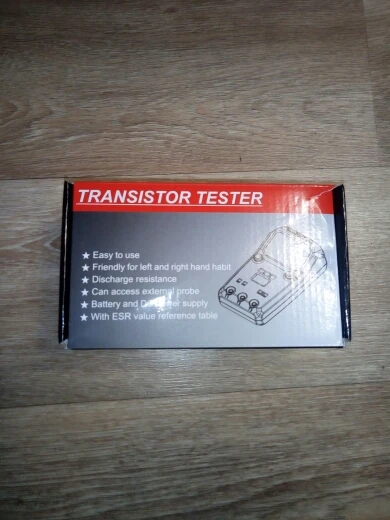 TRANSISTOR TESTER
★ Easy to use
★ Friendly for left and right hand habit
★ Discharge resistance
★ Can access external probe
★ Battery and supply
★ With ESR value reference table